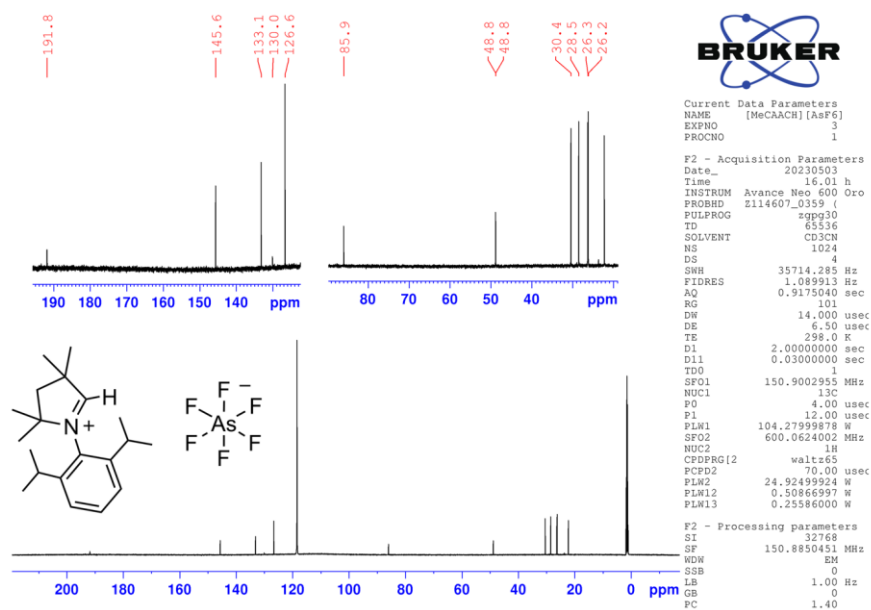 191.8
145.6
133.1
130.0
126.6
85.9
48.8
48.8
30.4
28.5
26.3
26.2
190 180 170 160 150 140 ppm
80 60 40 ppm
H
N
+
F −
F F
As
F F
F
200 180 160 140 120 100 80 60 40 20 0 ppm
BRUKER
Current Data Parameters
NAME [MeCAACH][AsF6]
EXPNO 3
PROCNO 1
F2 - Acquisition Parameters
Date_ 20230503
Time 16.01 h
INSTRUM Avance Neo 600 Oro
PROBHD Z114607_0359 (
PULPROG zgpg30
TD 65536
SOLVENT CD3CN
NS 1024
DS 4
SWH 35714.285 Hz
FIDRES 1.089913 Hz
AQ 0.9175040 sec
RG 101
DW 14.000 usec
DE 6.50 usec
TE 298.0 K
D1 2.00000000 sec
D11 0.03000000 sec
TD0 1
SFO1 150.9002955 MHz
NUC1 13C
P0 4.00 usec
P1 12.00 usec
PLW1 104.27999878 W
SFO2 600.0624002 MHz
NUC2 1H
CPDPRG[2 waltz65
PCPD2 70.00 usec
PLW2 24.92499924 W
PLW12 0.50866997 W
PLW13 0.25586000 W
F2 - Processing parameters
SI 32768
SF 150.8850451 MHz
WDW EM
SSB 0
LB 1.00 Hz
GB 0
PC 1.40